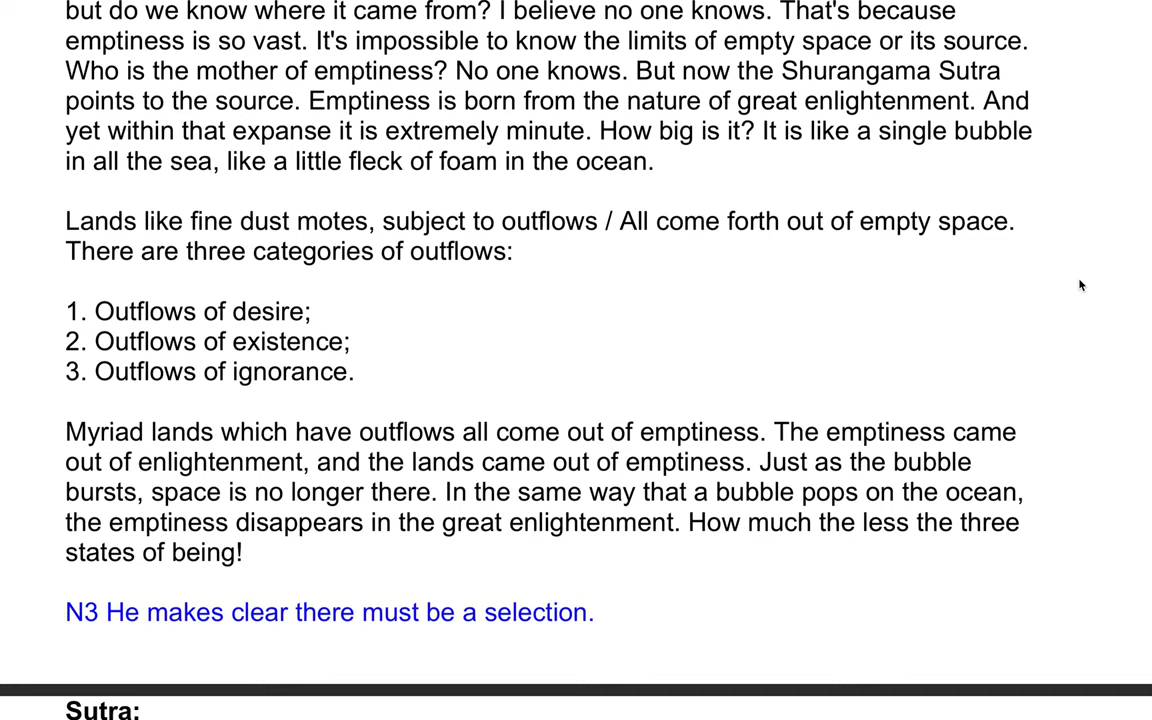 but do we know where it came from? I believe no one knows. That's because
emptiness is so vast. It's impossible to know the limits of empty space or its source.
Who is the mother of emptiness? No one knows. But now the Shurangama Sutra
points to the source. Emptiness is born from the nature of great enlightenment. And
yet within that expanse it is extremely minute. How big is it? It is like a single bubble
in all the sea, like a little fleck of foam in the ocean.
Lands like fine dust motes, subject to outflows / All come forth out of empty space.
There are three categories of outflows:
1. Outflows of desire;
2. Outflows of existence;
3. Outflows of ignorance.
Myriad lands which have outflows all come out of emptiness. The emptiness came
out of enlightenment, and the lands came out of emptiness. Just as the bubble
bursts, space is no longer there. In the same way that a bubble pops on the ocean,
the emptiness disappears in the great enlightenment. How much the less the three
states of being!
N3 He makes clear there must be a selection.
Sutra: